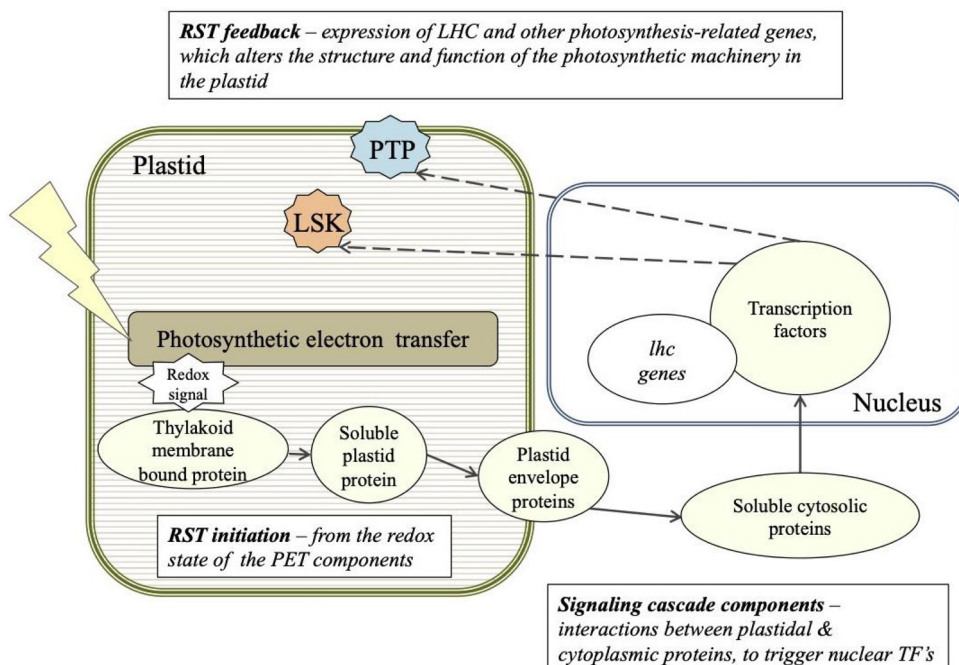 RST feedback – expression of LHC and other photosynthesis-related genes,
which alters the structure and function of the photosynthetic machinery in
the plastid
PTP
Plastid
LSK
Photosynthetic electron transfer
Redox
signal
Thylakoid
membrane
bound protein
Soluble
plastid
protein
Plastid
envelope
proteins
Transcription
factors
lhc
genes
Nucleus
Soluble cytosolic
proteins
RST initiation – from the redox
state of the PET components
Signaling cascade components –
interactions between plastidal &
cytoplasmic proteins, to trigger nuclear TF's